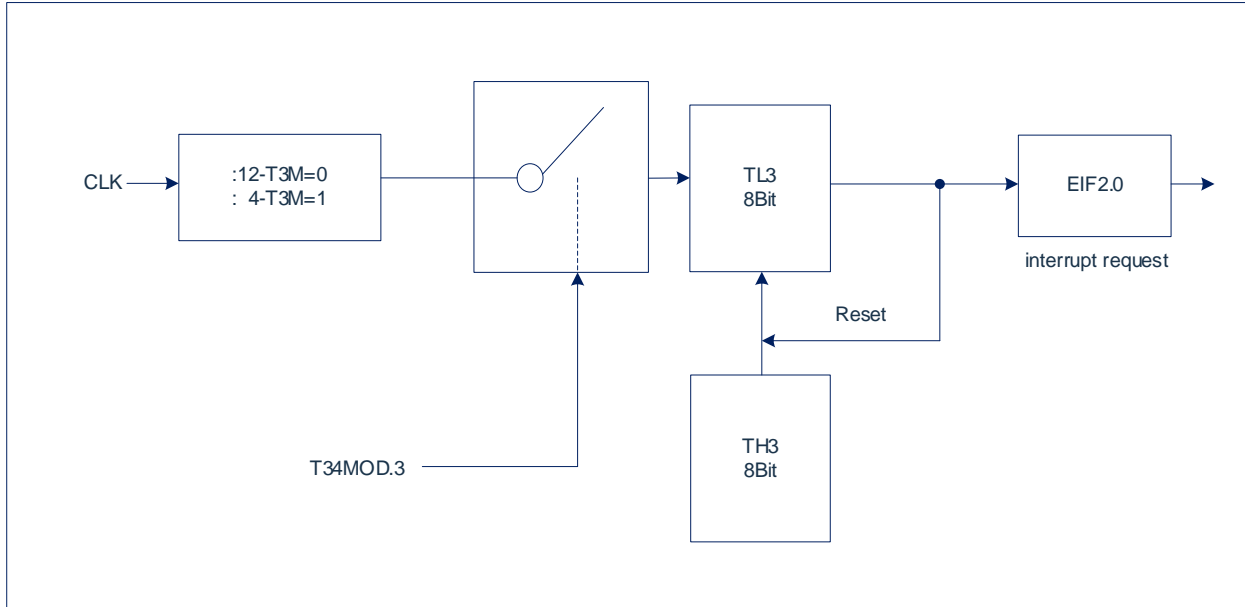 CLK
:12-T3M=0
: 4-T3M=1
TL3
8Bit
EIF2.0
interrupt request
Reset
TH3
8Bit
T34MOD.3